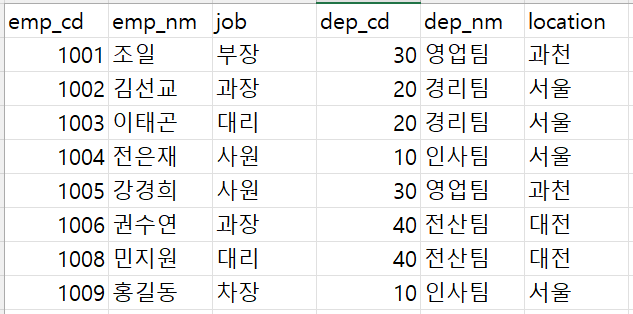 emp_cd emp_nm job dep_cd dep_nm location
1001 조일 부장 30 영업팀 과천
1002 김선교 과장 20 경리팀 서울
1003 이태곤 대리 20 경리팀 서울
1004 전은재 사원 10 인사팀 서울
1005 강경희 사원 30 영업팀 과천
1006 권수연 과장 40 전산팀 대전
1008 민지원 대리 40 전산팀 대전
1009 홍길동 차장 10 인사팀 서울